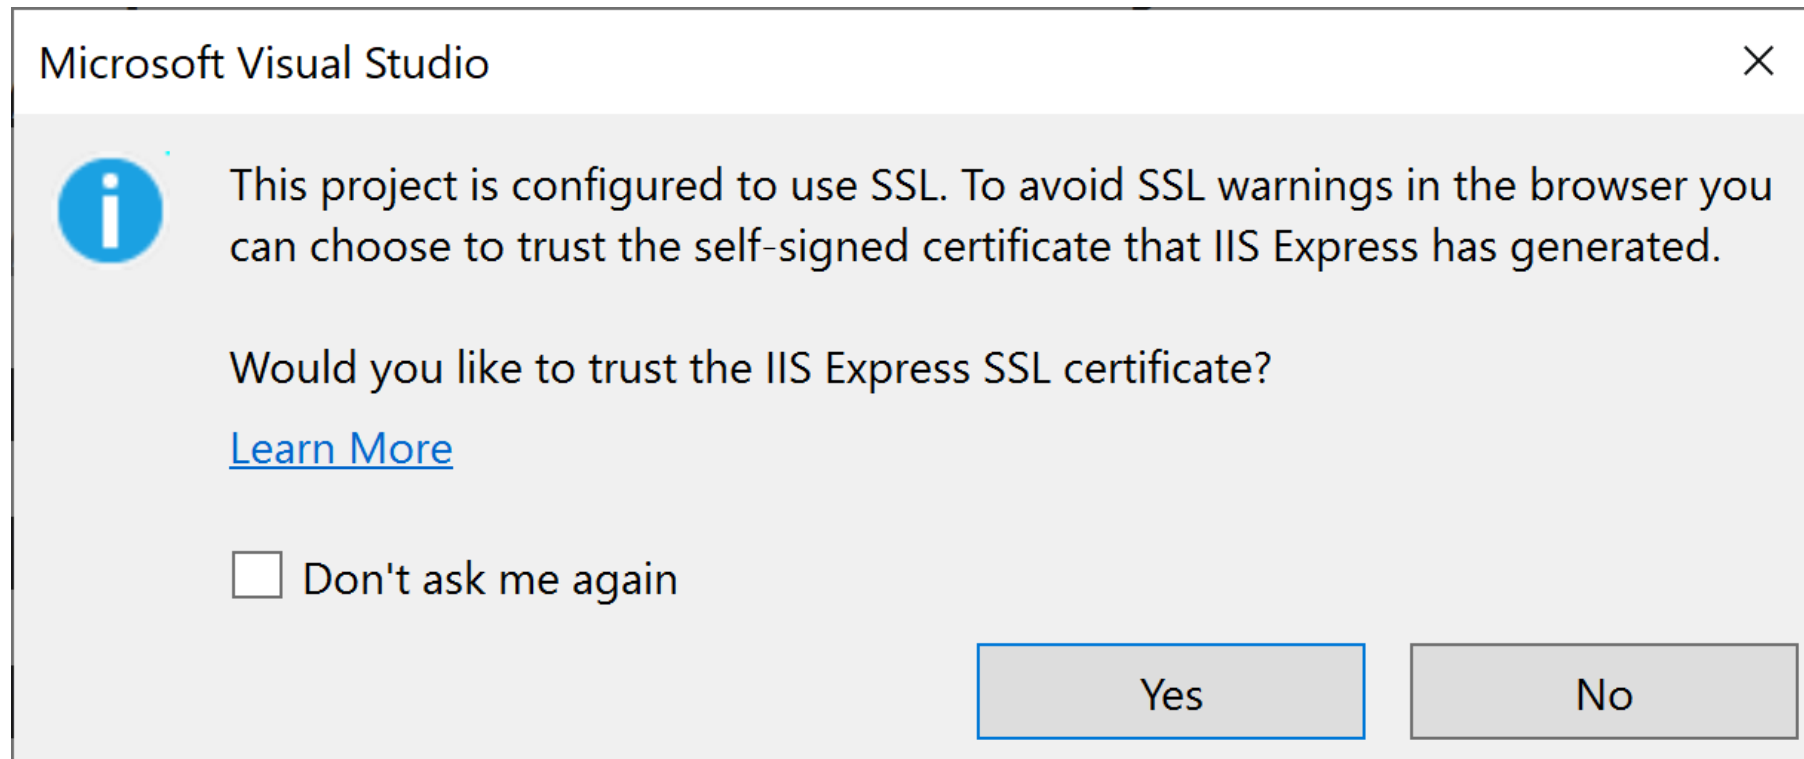 Microsoft Visual Studio
This project is configured to use SSL. To avoid SSL warnings in the browser you
can choose to trust the self-signed certificate that IIS Express has generated.
Would you like to trust the IIS Express SSL certificate?
Learn More
Don't ask me again
Yes
No